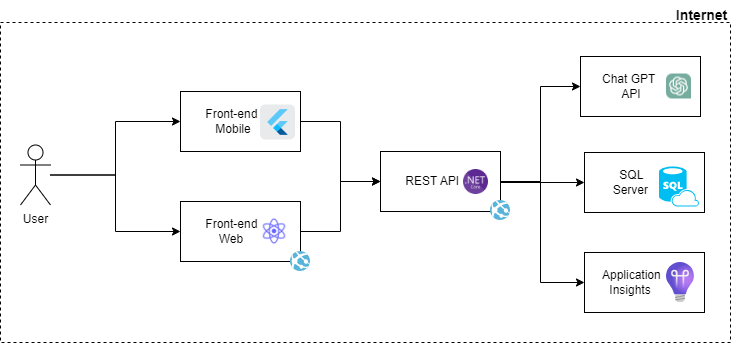 Internet
Chat GPT
API
Front-end
Mobile
REST API
.NET
Core
SQL
Server
SQL
User
Front-end
Web
Application
Insights